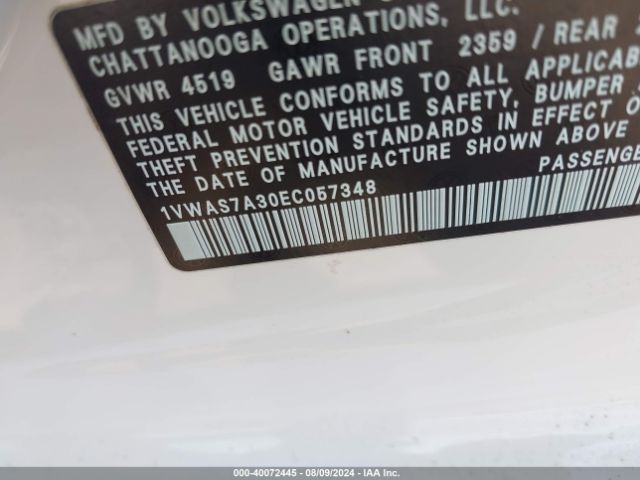 MFD BY VOLKSWAGEN
CHATTANOOGA OPERATIONS, LLC.
GVWR 4519 GAWR FRONT 2359 / REAR
THIS VEHICLE CONFORMS TO ALL APPLICAB
FEDERAL MOTOR VEHICLE SAFETY, BUMPER
THEFT PREVENTION STANDARDS IN EFFECT O
THE DATE OF MANUFACTURE SHOWN ABOVE
PASSENGE
1VWAS7A30EC057348
000-40072445 - 08/09/2024 - IAA Inc.